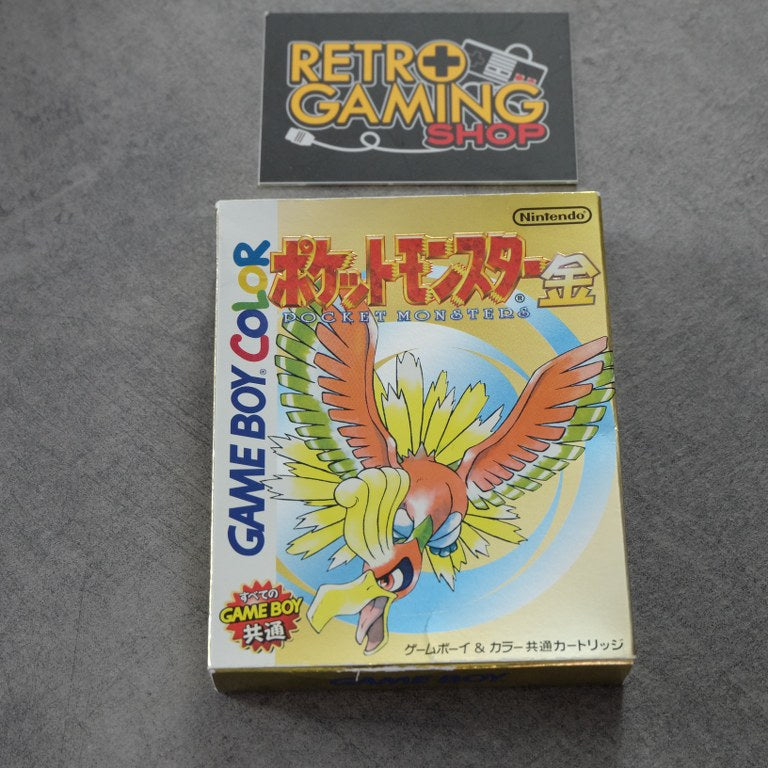 RETRO
GAMING
SHOP
Nintendo
ポケットモンスター金
®
POCKET MONSTERS
GAME BOY® COLOR
すべての
GAME BOY
共通
ゲームボーイ & カラー共通カートリッジ
GAME BOY